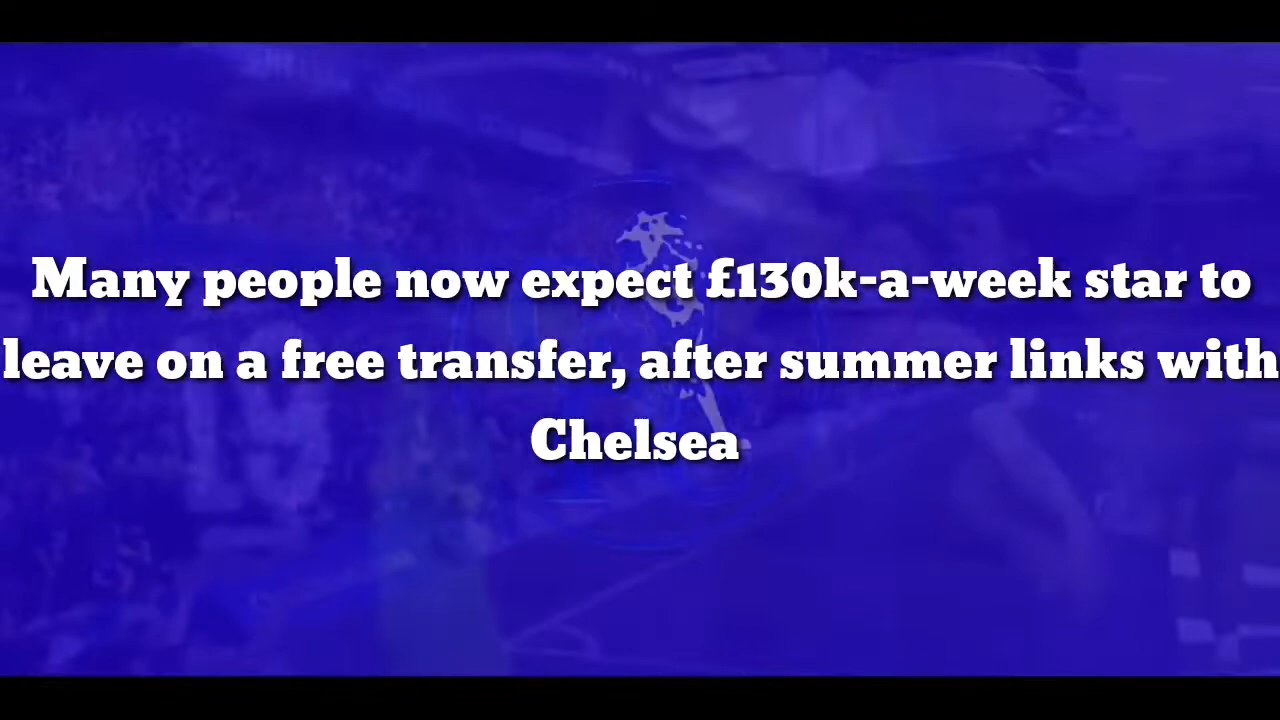 Many people now expect £130k-a-week star to
leave on a free transfer, after summer links with
Chelsea